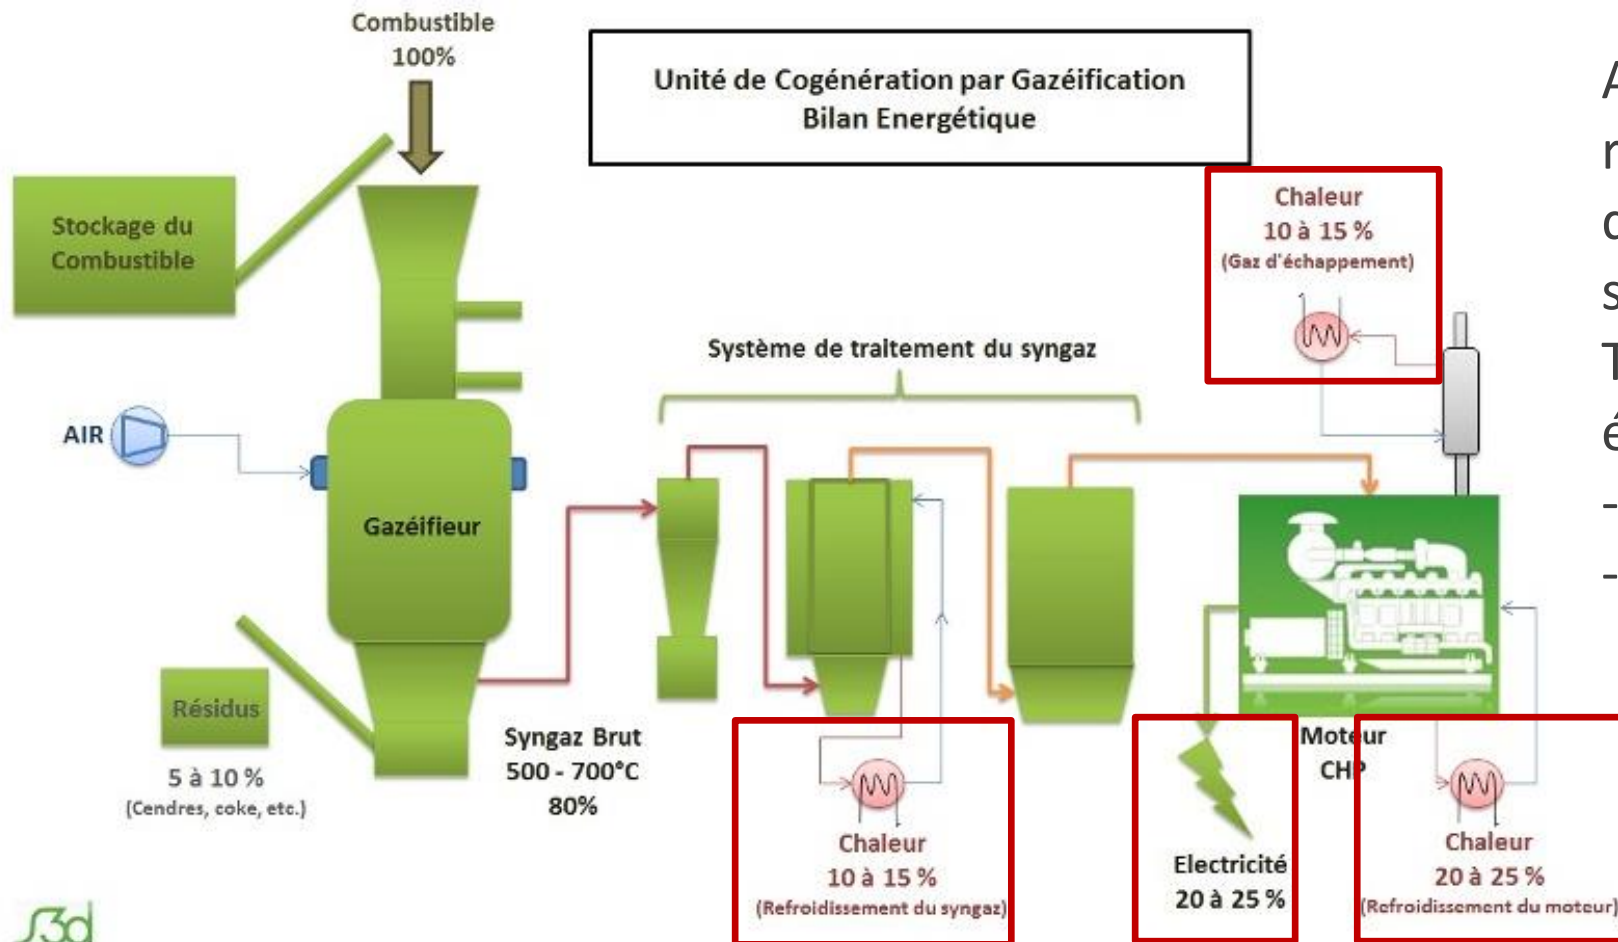 Combustible
100%
Unité de Cogénération par Gazéification
Bilan Energétique
Stockage du
Combustible
Chaleur
10 à 15 %
(Gaz d'échappement)
Système de traitement du syngaz
AIR
Gazéifieur
Résidus
5 à 10 %
(Cendres, coke, etc.)
Syngaz Brut
500 - 700°C
80%
Chaleur
10 à 15 %
(Refroidissement du syngaz)
Electricité
20 à 25 %
Moteur
CHP
Chaleur
20 à 25 %
(Refroidissement du moteur)
S3d